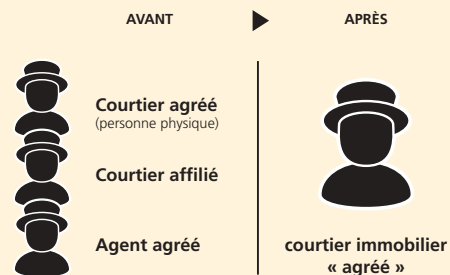 AVANT
APRÈS
Courtier agréé
(personne physique)
Courtier affilié
Agent agréé
courtier immobilier
« agréé »